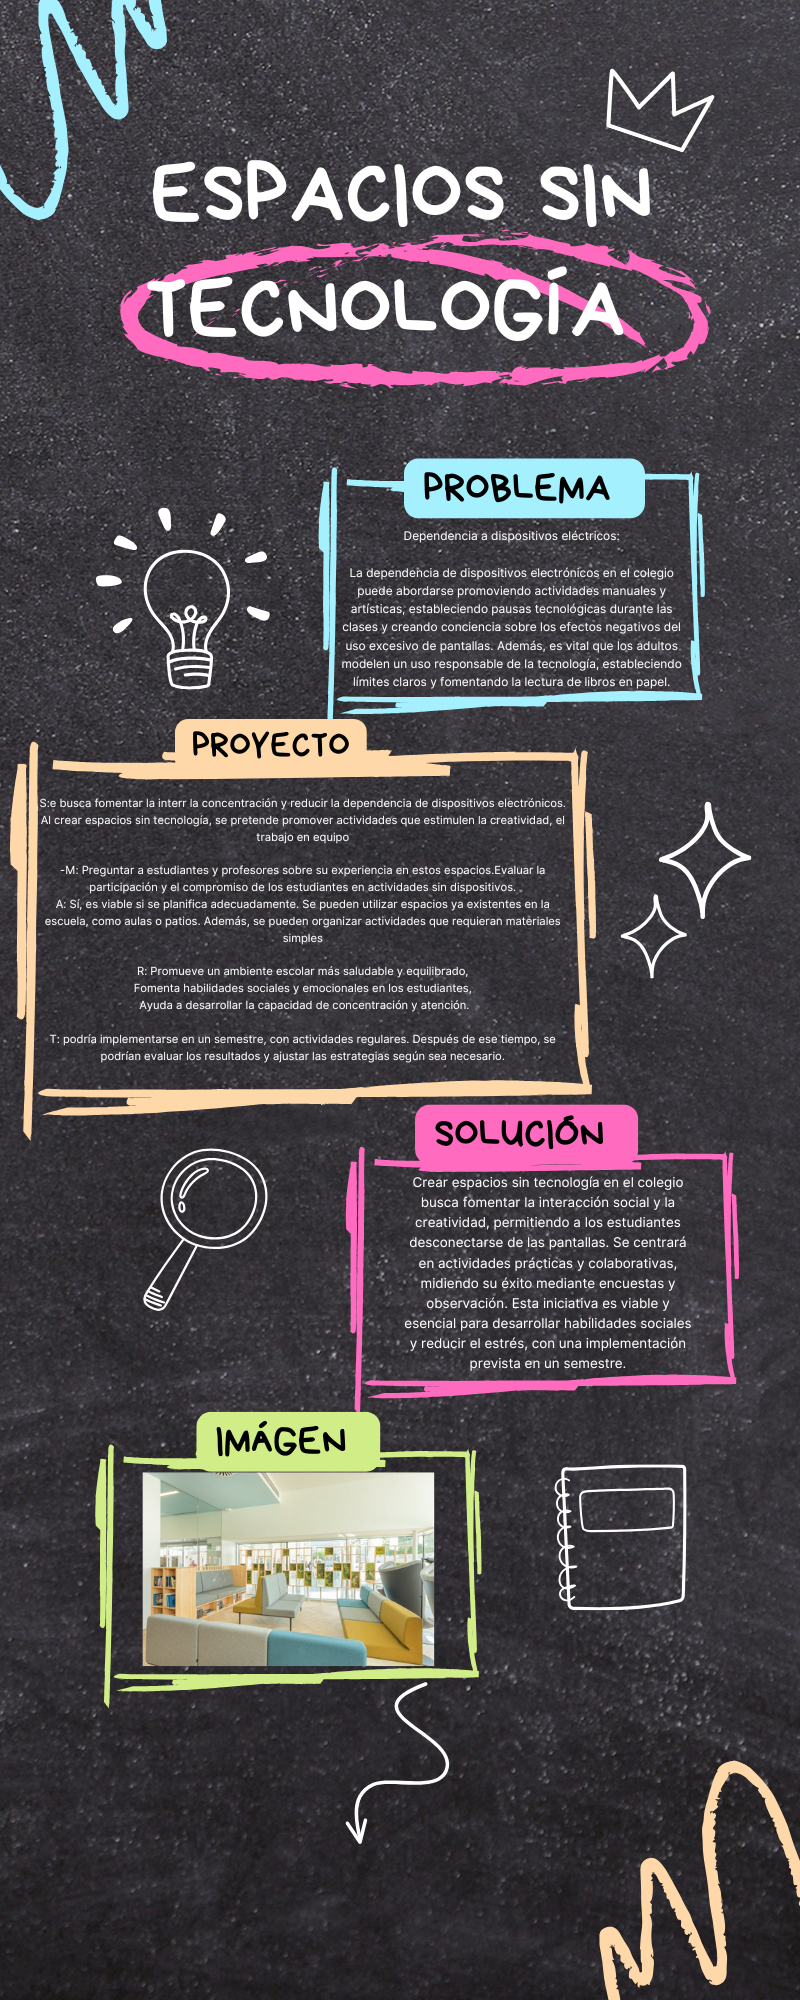 ESPACIOS SIN
TECNOLOGÍA
PROBLEMA
Dependencia a dispositivos eléctricos:
La dependencia de dispositivos electrónicos en el colegio
puede abordarse promoviendo actividades manuales y
artísticas, estableciendo pausas tecnológicas durante las
clases y creando conciencia sobre los efectos negativos del
uso excesivo de pantallas. Además, es vital que los adultos
modelen un uso responsable de la tecnología, estableciendo
límites claros y fomentando la lectura de libros en papel.
PROYECTO
S:e busca fomentar la interr la concentración y reducir la dependencia de dispositivos electrónicos.
Al crear espacios sin tecnología, se pretende promover actividades que estimulen la creatividad, el
trabajo en equipo
-M: Preguntar a estudiantes y profesores sobre su experiencia en estos espacios.Evaluar la
participación y el compromiso de los estudiantes en actividades sin dispositivos.
A: Sí, es viable si se planifica adecuadamente. Se pueden utilizar espacios ya existentes en la
escuela, como aulas o patios. Además, se pueden organizar actividades que requieran materiales
simples
R: Promueve un ambiente escolar más saludable y equilibrado,
Fomenta habilidades sociales y emocionales en los estudiantes,
Ayuda a desarrollar la capacidad de concentración y atención.
T: podría implementarse en un semestre, con actividades regulares. Después de ese tiempo, se
podrían evaluar los resultados y ajustar las estrategias según sea necesario.
SOLUCIÓN
Crear espacios sin tecnología en el colegio
busca fomentar la interacción social y la
creatividad, permitiendo a los estudiantes
desconectarse de las pantallas. Se centrará
en actividades prácticas y colaborativas,
midiendo su éxito mediante encuestas y
observación. Esta iniciativa es viable y
esencial para desarrollar habilidades sociales
y reducir el estrés, con una implementación
prevista en un semestre.
IMÁGEN